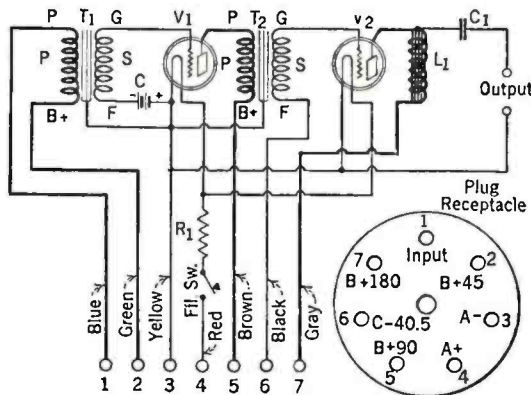 P T1 G V1 T2 G V2 C1
P S P S L1
C
- +
B+ F B+ F
Output
Plug
Receptacle
R1
Fil. Sw.
Blue Green Yellow Red Brown Black Gray
1 2 3 4 5 6 7
1
Input
7 2
B+180 B+45
6 C-40.5 A- 3
B+90 A+
5 4